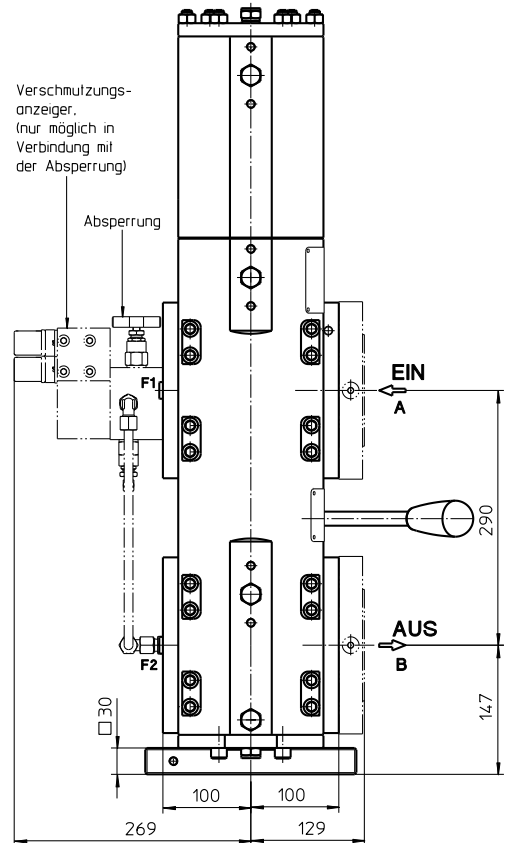 Verschmutzungs-
anzeiger,
(nur möglich in
Verbindung mit
der Absperrung)
Absperrung
F1
EIN
A
290
AUS
B
F2
147
□ 30
100
100
269
129